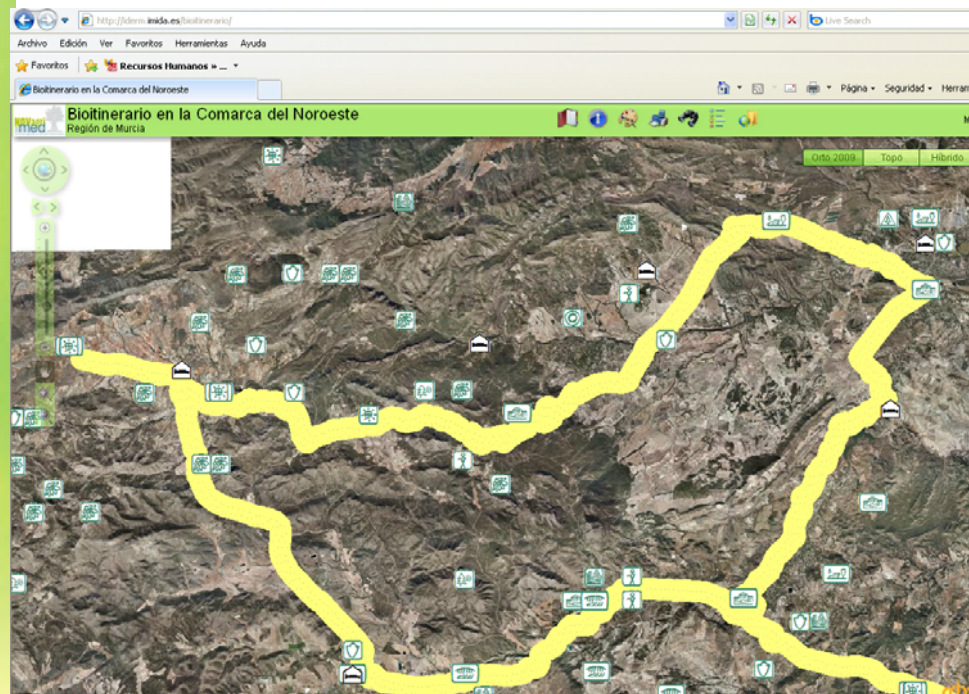 http://iderm.imida.es/bioitinerario/
Live Search
Archivo Edición Ver Favoritos Herramientas Ayuda
Favoritos
Recursos Humanos » ...
Bioitinerario en la Comarca del Noroeste
Página
Seguridad
Herram
med
Bioitinerario en la Comarca del Noroeste
Región de Murcia
Orto 2009
Topo
Híbrido